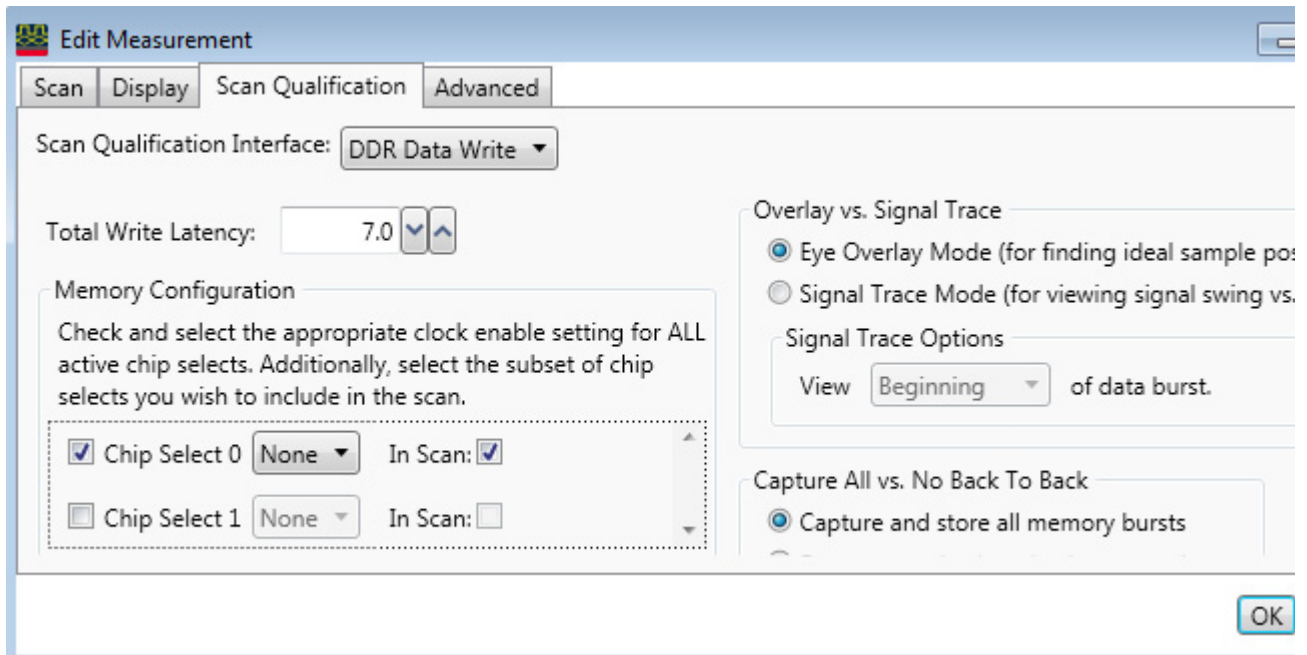 Edit Measurement
Scan
Display
Scan Qualification
Advanced
Scan Qualification Interface:
DDR Data Write
Total Write Latency:
7.0
Memory Configuration
Check and select the appropriate clock enable setting for ALL
active chip selects. Additionally, select the subset of chip
selects you wish to include in the scan.
Chip Select 0
None
In Scan:
Chip Select 1
None
In Scan:
Overlay vs. Signal Trace
Eye Overlay Mode (for finding ideal sample pos
Signal Trace Mode (for viewing signal swing vs.
Signal Trace Options
View
Beginning
of data burst.
Capture All vs. No Back To Back
Capture and store all memory bursts
OK